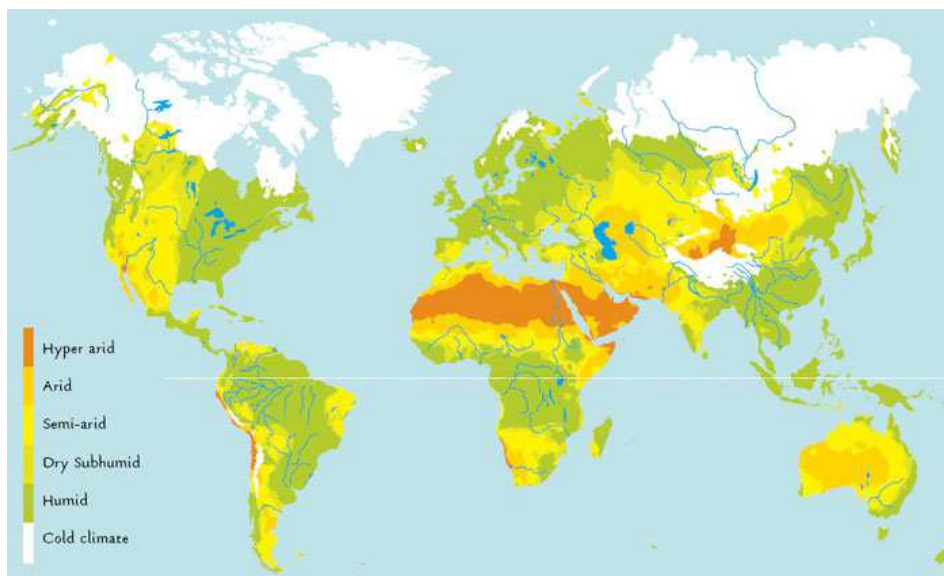 Hyper arid
Arid
Semi-arid
Dry Subhumid
Humid
Cold climate